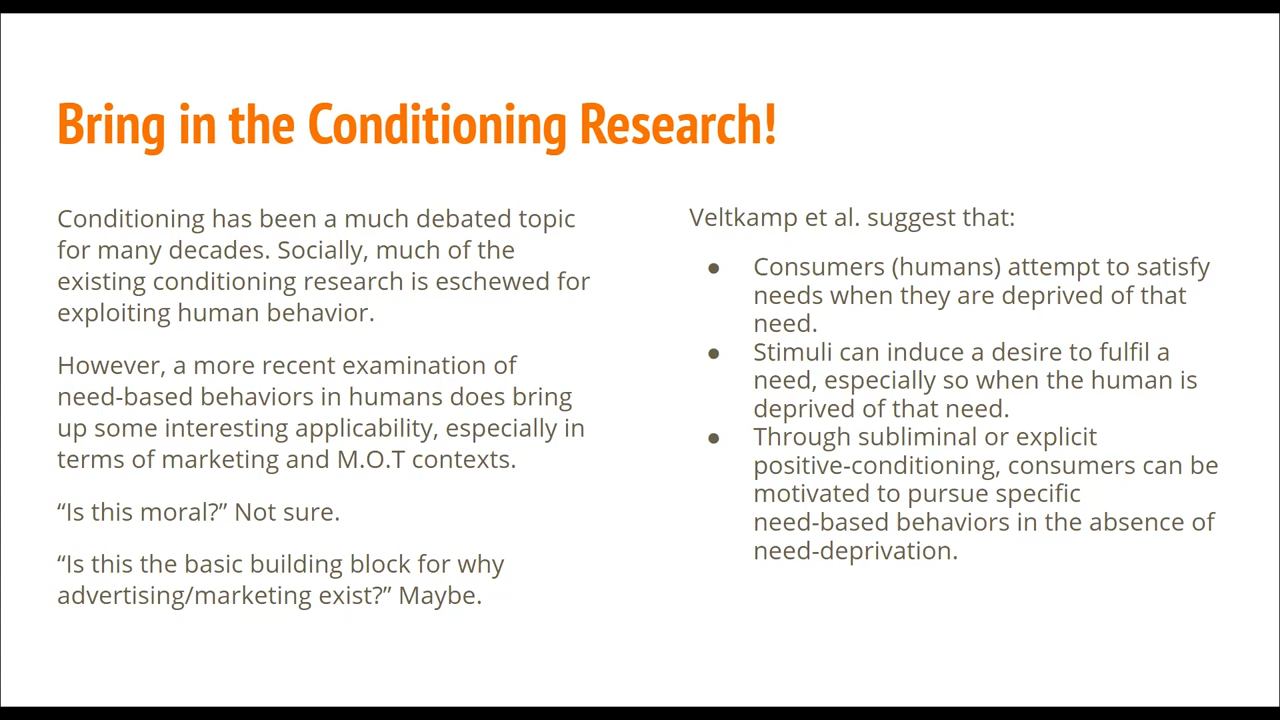 Bring in the Conditioning Research!
Conditioning has been a much debated topic
for many decades. Socially, much of the
existing conditioning research is eschewed for
exploiting human behavior.
However, a more recent examination of
need-based behaviors in humans does bring
up some interesting applicability, especially in
terms of marketing and M.O.T contexts.
“Is this moral?” Not sure.
“Is this the basic building block for why
advertising/marketing exist?” Maybe.
Veltkamp et al. suggest that:
● Consumers (humans) attempt to satisfy
needs when they are deprived of that
need.
● Stimuli can induce a desire to fulfil a
need, especially so when the human is
deprived of that need.
● Through subliminal or explicit
positive-conditioning, consumers can be
motivated to pursue specific
need-based behaviors in the absence of
need-deprivation.